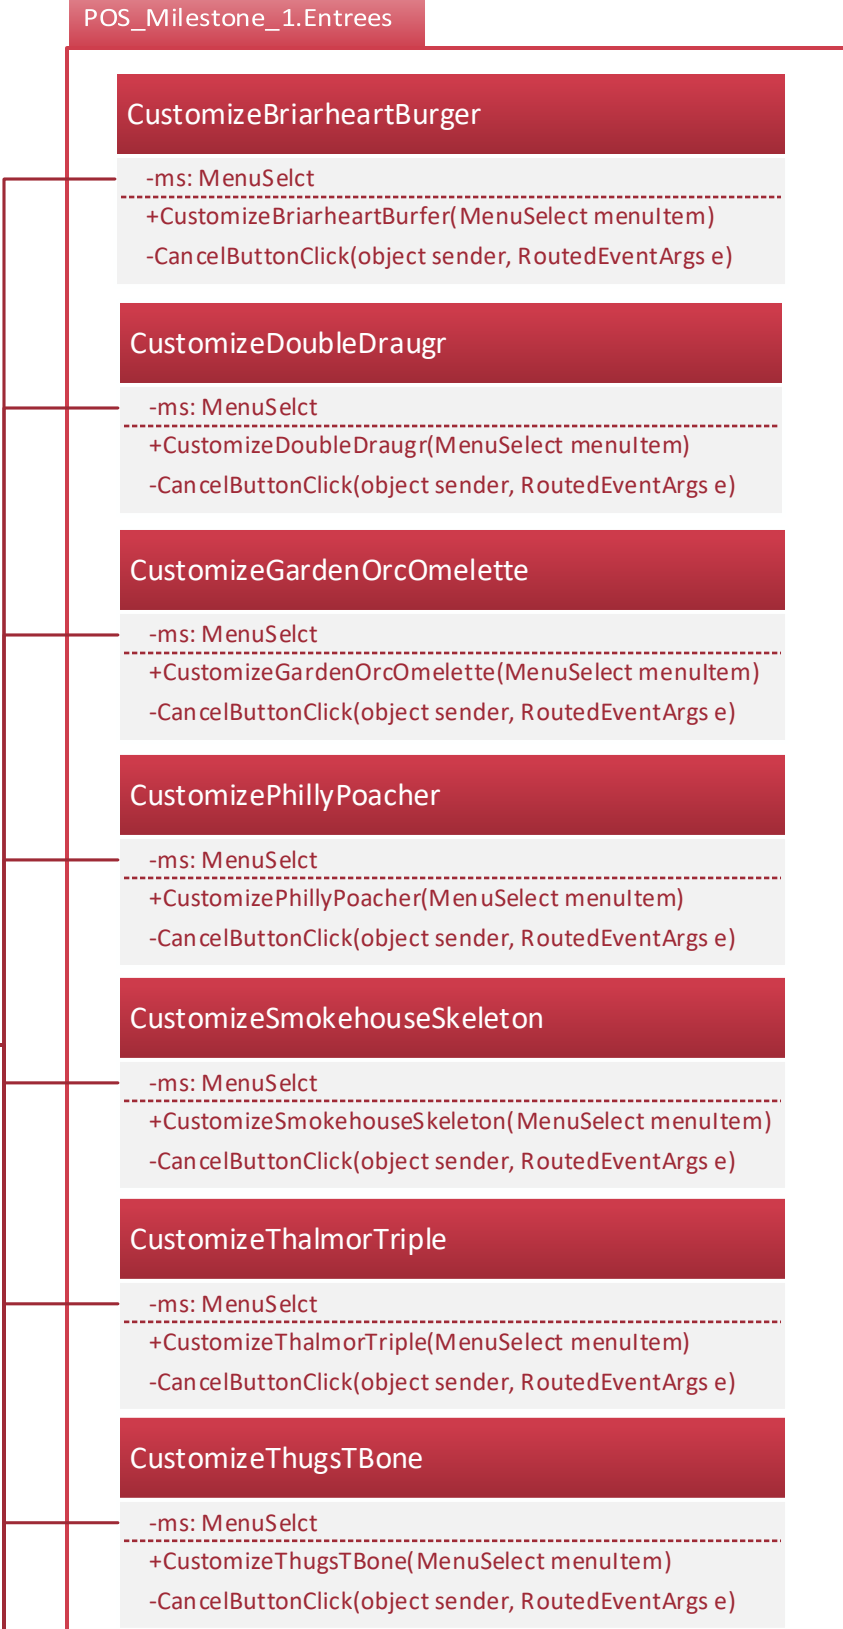 POS_Milestone_1.Entrees
CustomizeBriarheartBurger
-ms: MenuSelct
+CustomizeBriarheartBurfer(MenuSelect menuItem)
-CancelButtonClick(object sender, RoutedEventArgs e)
CustomizeDoubleDraugr
-ms: MenuSelct
+CustomizeDoubleDraugr(MenuSelect menuItem)
-CancelButtonClick(object sender, RoutedEventArgs e)
CustomizeGardenOrcOmelette
-ms: MenuSelct
+CustomizeGardenOrcOmelette(MenuSelect menuItem)
-CancelButtonClick(object sender, RoutedEventArgs e)
CustomizePhillyPoacher
-ms: MenuSelct
+CustomizePhillyPoacher(MenuSelect menuItem)
-CancelButtonClick(object sender, RoutedEventArgs e)
CustomizeSmokehouseSkeleton
-ms: MenuSelct
+CustomizeSmokehouseSkeleton(MenuSelect menuItem)
-CancelButtonClick(object sender, RoutedEventArgs e)
CustomizeThalmorTriple
-ms: MenuSelct
+CustomizeThalmorTriple(MenuSelect menuItem)
-CancelButtonClick(object sender, RoutedEventArgs e)
CustomizeThugsTBone
-ms: MenuSelct
+CustomizeThugsTBone(MenuSelect menuItem)
-CancelButtonClick(object sender, RoutedEventArgs e)